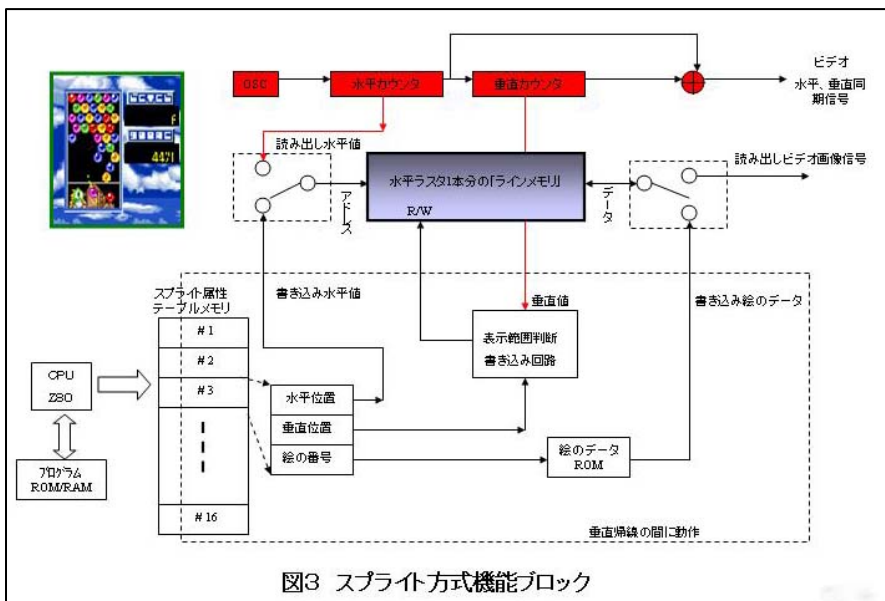 OSC
水平カウンタ
垂直カウンタ
ビデオ
水平、垂直同
期信号
読み出し水平値
水平ラスタ1本分の「ラインメモリ」
R/W
アドース
データ
読み出しビデオ画像信号
スプライト属性
テーブルメモリ
書き込み水平値
垂直値
書き込み絵のデータ
#1
#2
#3
#16
表示範囲判断
書き込み回路
CPU
Z80
プログラム
ROM/RAM
水平位置
垂直位置
絵の番号
絵のデータ
ROM
垂直帰線の間に動作
図3 スプライト方式機能ブロック